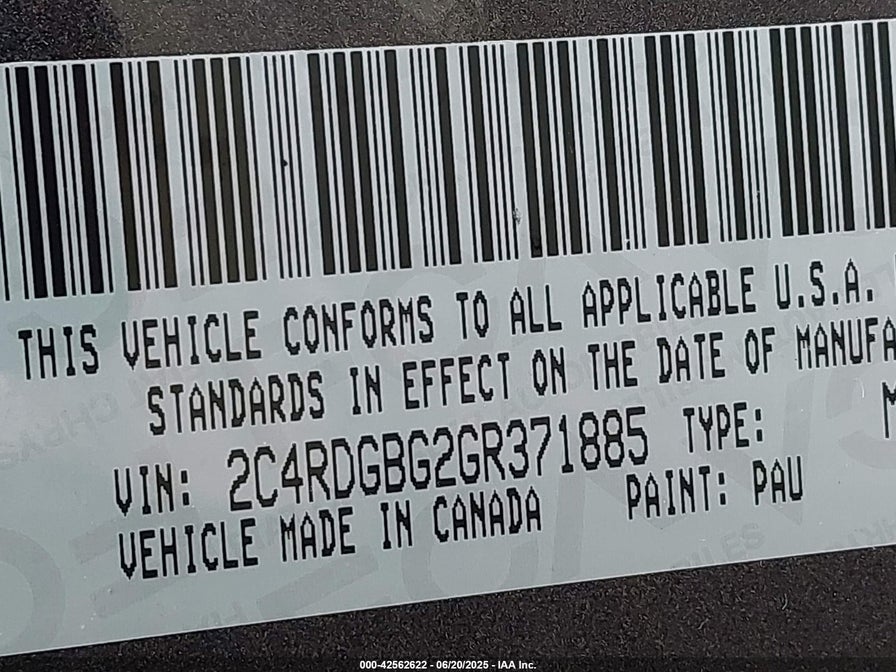 THIS VEHICLE CONFORMS TO ALL APPLICABLE U.S.A.
STANDARDS IN EFFECT ON THE DATE OF MANUFA
VIN: 2C4RDGBG2GR371885 TYPE: M
VEHICLE MADE IN CANADA PAINT: PAU
000-42562622 - 06/20/2025 - IAA Inc.